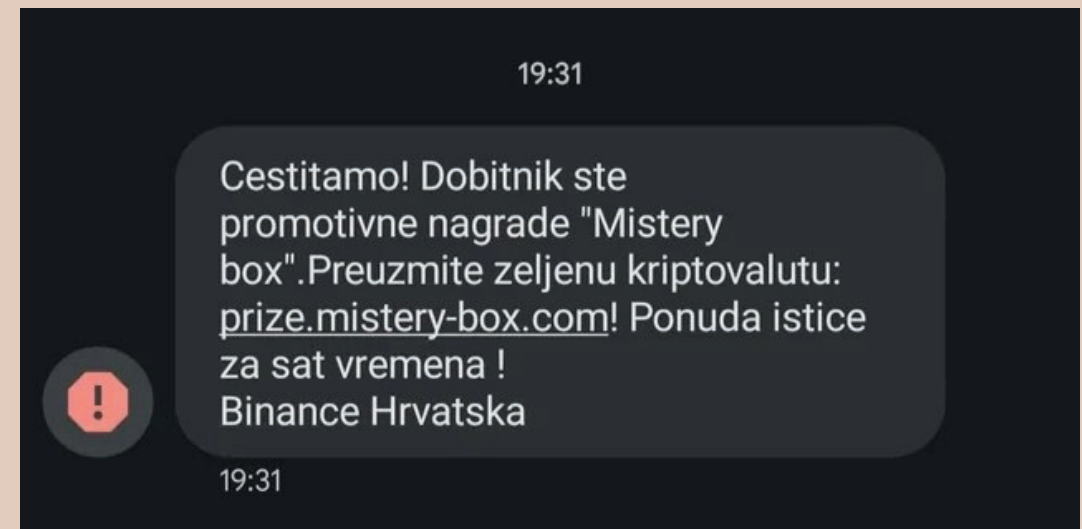 19:31
Cestitamo! Dobitnik ste
promotivne nagrade "Mistery
box".Preuzmite zeljenu kriptovalutu:
prize.mistery-box.com! Ponuda istice
za sat vremena !
Binance Hrvatska
19:31